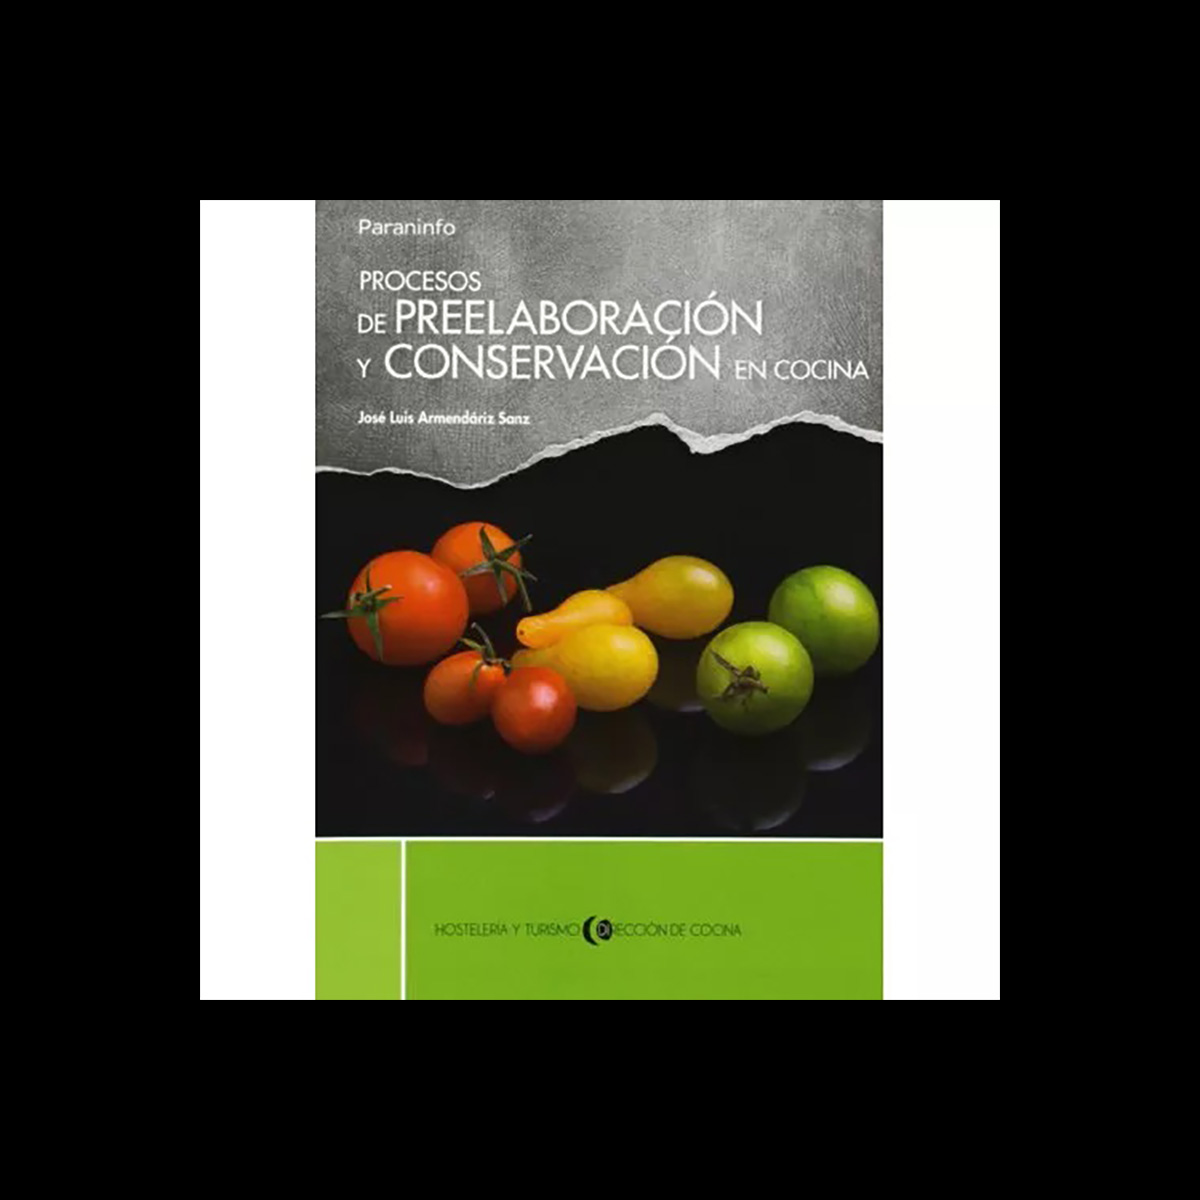 Paraninfo
PROCESOS
DE PREELABORACIÓN
Y CONSERVACIÓN EN COCINA
José Luis Armendáriz Sanz
HOSTELERÍA Y TURISMO DIRECCIÓN DE COCINA